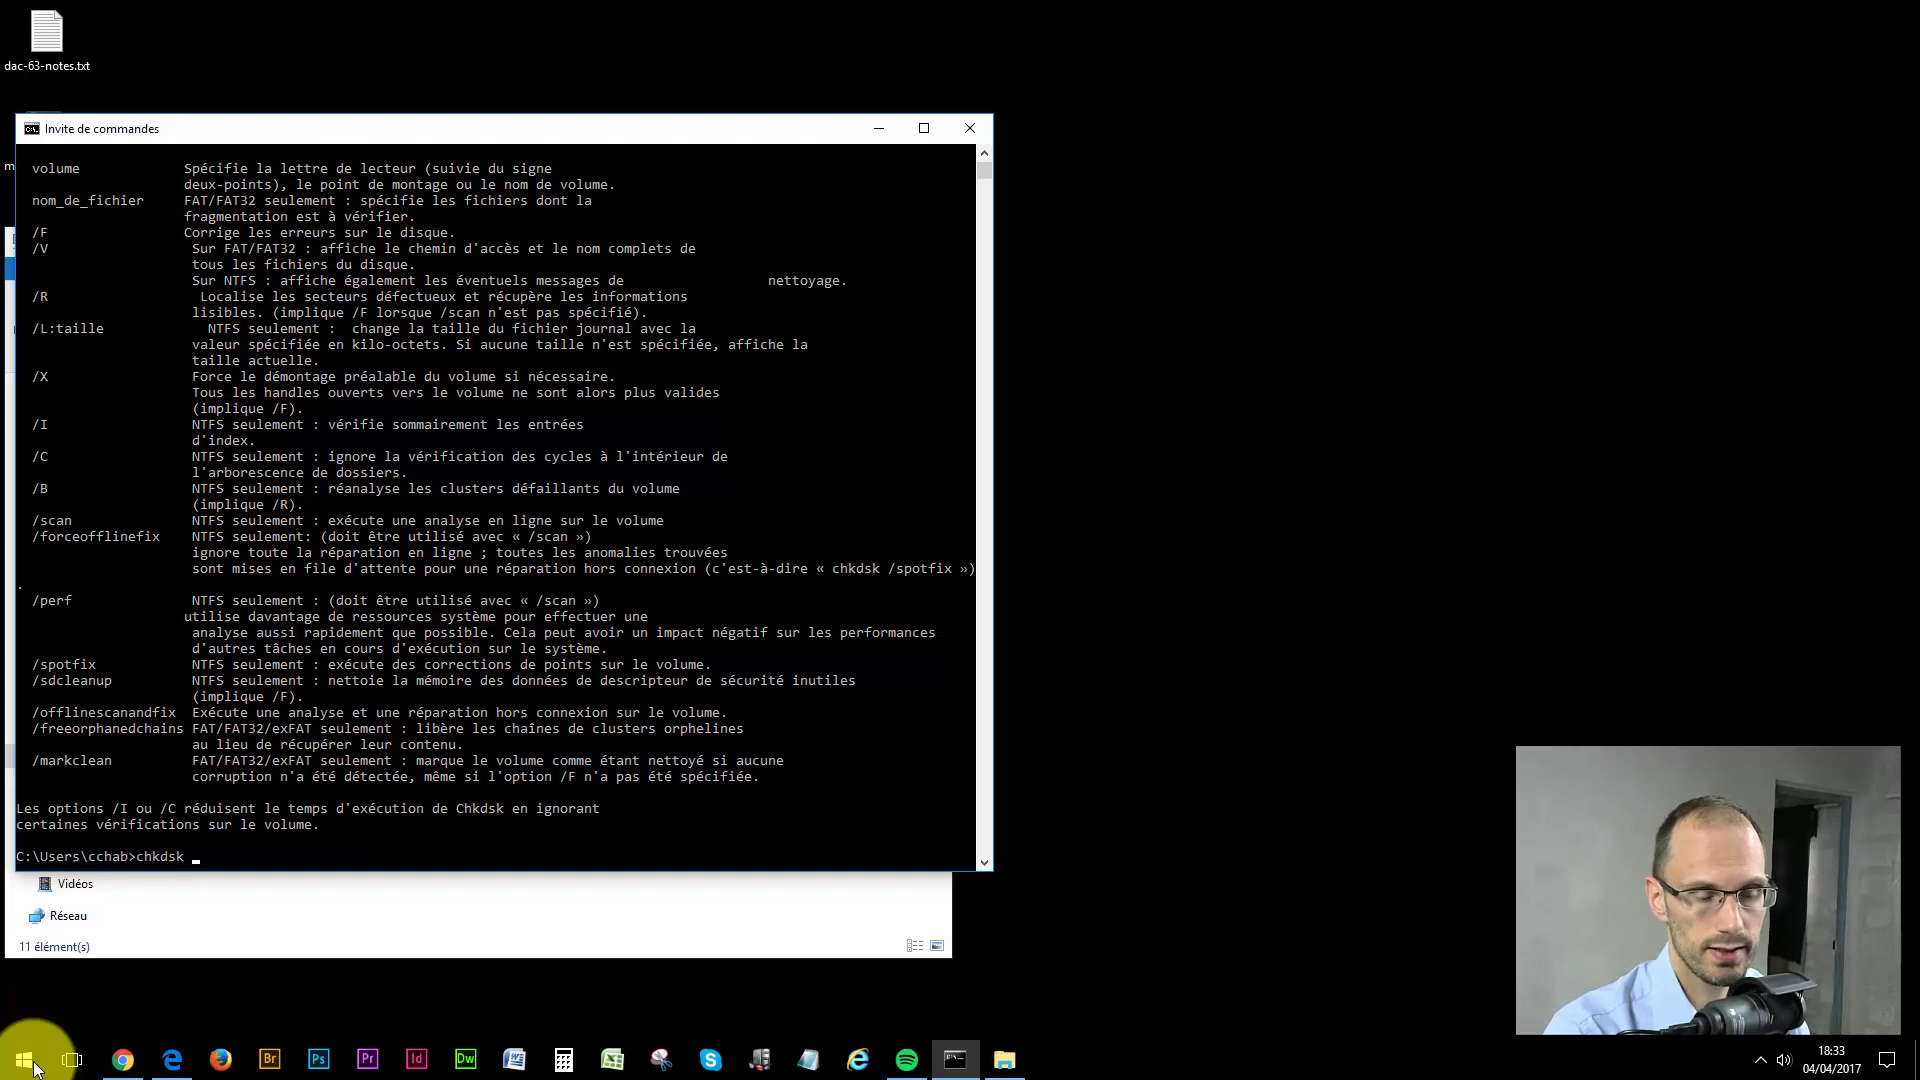 dac-63-notes.txt
Invite de commandes
volume Spécifie la lettre de lecteur (suivie du signe
deux-points), le point de montage ou le nom de volume.
nom_de_fichier FAT/FAT32 seulement : spécifie les fichiers dont la
fragmentation est à vérifier.
/F Corrige les erreurs sur le disque.
/V Sur FAT/FAT32 : affiche le chemin d'accès et le nom complets de
tous les fichiers du disque.
Sur NTFS : affiche également les éventuels messages de nettoyage.
/R Localise les secteurs défectueux et récupère les informations
lisibles. (implique /F lorsque /scan n'est pas spécifié).
/L:taille NTFS seulement : change la taille du fichier journal avec la
valeur spécifiée en kilo-octets. Si aucune taille n'est spécifiée, affiche la
taille actuelle.
/X Force le démontage préalable du volume si nécessaire.
Tous les handles ouverts vers le volume ne sont alors plus valides
(implique /F).
/I NTFS seulement : vérifie sommairement les entrées
d'index.
/C NTFS seulement : ignore la vérification des cycles à l'intérieur de
l'arborescence de dossiers.
/B NTFS seulement : réanalyse les clusters défaillants du volume
(implique /R).
/scan NTFS seulement : exécute une analyse en ligne sur le volume
/forceofflinefix NTFS seulement: (doit être utilisé avec « /scan »)
ignore toute la réparation en ligne ; toutes les anomalies trouvées
sont mises en file d'attente pour une réparation hors connexion (c'est-à-dire « chkdsk /spotfix »)
.
/perf NTFS seulement : (doit être utilisé avec « /scan »)
utilise davantage de ressources système pour effectuer une
analyse aussi rapidement que possible. Cela peut avoir un impact négatif sur les performances
d'autres tâches en cours d'exécution sur le système.
/spotfix NTFS seulement : exécute des corrections de points sur le volume.
/sdcleanup NTFS seulement : nettoie la mémoire des données de descripteur de sécurité inutiles
(implique /F).
/offlinescanandfix Exécute une analyse et une réparation hors connexion sur le volume.
/freeorphanedchains FAT/FAT32/exFAT seulement : libère les chaînes de clusters orphelines
au lieu de récupérer leur contenu.
/markclean FAT/FAT32/exFAT seulement : marque le volume comme étant nettoyé si aucune
corruption n'a été détectée, même si l'option /F n'a pas été spécifiée.
Les options /I ou /C réduisent le temps d'exécution de Chkdsk en ignorant
certaines vérifications sur le volume.
C:\Users\cchab>chkdsk _
Vidéos
Réseau
11 élément(s)
Br Ps Pr Id Dw
18:33
04/04/2017